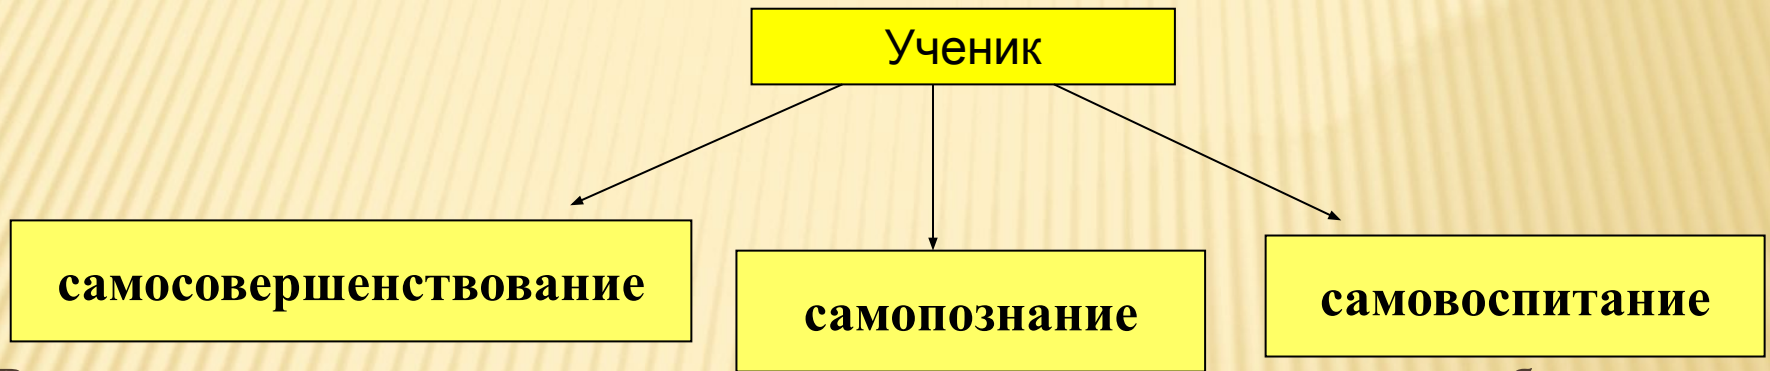 Ученик
самосовершенствование
самопознание
самовоспитание